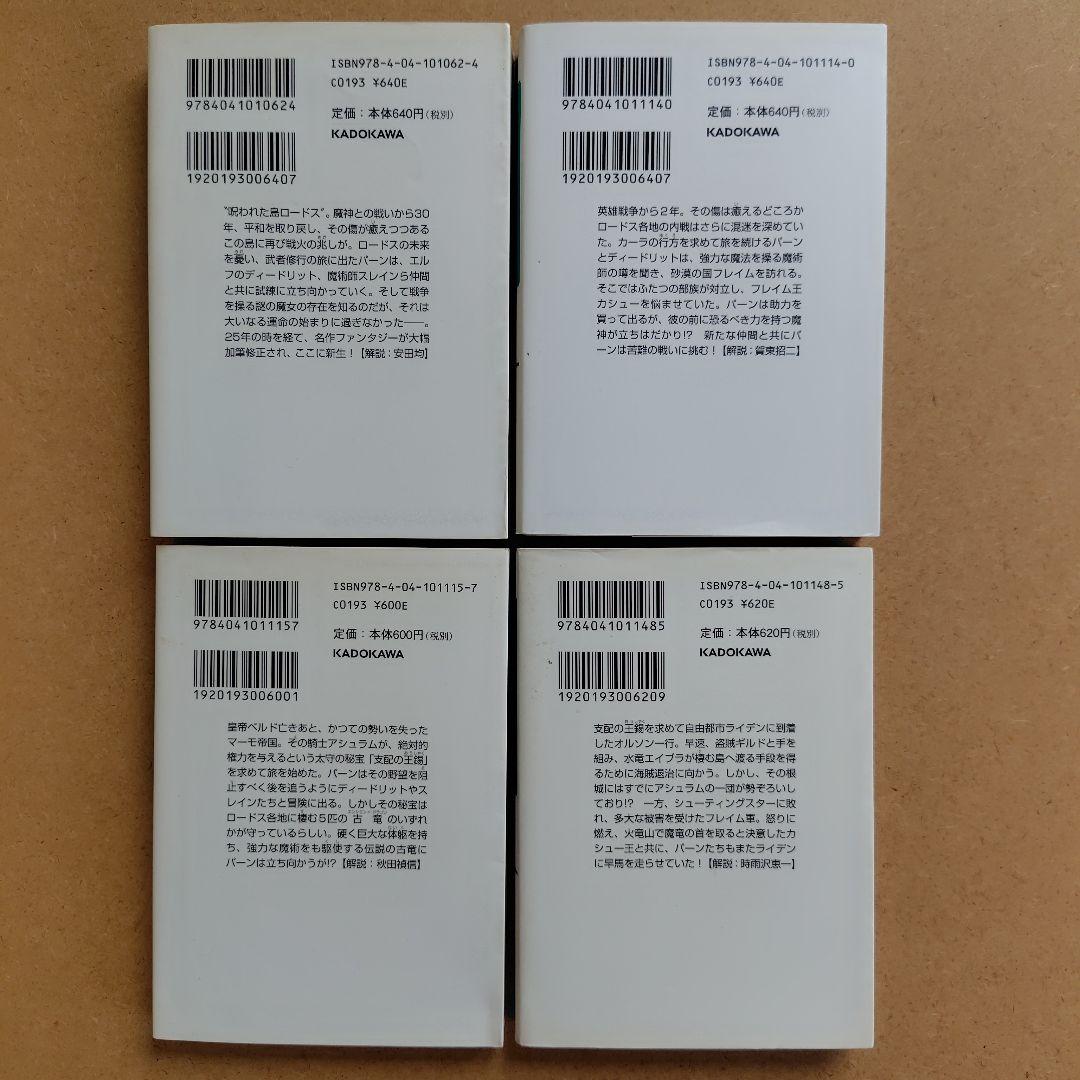 ISBN978-4-04-101062-4
C0193 ¥640E
9784041010624
定価：本体640円（税別）
KADOKAWA
1920193006407
“呪われた島ロードス”。魔神との戦いから30
年、平和を取り戻し、その傷が癒えつつある
この島に再び戦火の兆しが。ロードスの未来
を憂い、武者修行の旅に出たパーンは、エル
フのディードリット、魔術師スレインら仲間
と共に試練に立ち向かっていく。そして戦争
を操る謎の魔女の存在を知るのだが、それは
大いなる運命の始まりに過ぎなかった――。
25年の時を経て、名作ファンタジーが大幅
加筆修正され、ここに新生！【解説：安田均】
ISBN978-4-04-101114-0
C0193 ¥640E
9784041011140
定価：本体640円（税別）
KADOKAWA
1920193006407
英雄戦争から２年。その傷は癒えるどころか
ロードス各地の内戦はさらに混迷を深めてい
た。カーラの行方を求めて旅を続けるパーン
とディードリットは、強力な魔法を操る魔術
師の噂を聞き、砂漠の国フレイムを訪れる。
そこではふたつの部族が対立し、フレイム王
カシューを悩ませていた。パーンは助力を
買って出るが、彼の前に恐るべき力を持つ魔
神が立ちはだかり!?　新たな仲間と共にパ
ーンは苦難の戦いに挑む！【解説：賀東招二】
ISBN978-4-04-101115-7
C0193 ¥600E
9784041011157
定価：本体600円（税別）
KADOKAWA
1920193006001
皇帝ベルド亡きあと、かつての勢いを失った
マーモ帝国。その騎士アシュラムが、絶対的
権力を与えるという太守の秘宝「支配の王錫」
を求めて旅を始めた。パーンはその野望を阻
止すべく後を追うようにディードリットやス
レインたちと冒険に出る。しかしその秘宝は
ロードス各地に棲む５匹の古竜のいずれ
かが守っているらしい。硬く巨大な体躯を持
ち、強力な魔術をも駆使する伝説の古竜に
パーンは立ち向かうが!?【解説：秋田禎信】
ISBN978-4-04-101148-5
C0193 ¥620E
9784041011485
定価：本体620円（税別）
KADOKAWA
1920193006209
支配の王錫を求めて自由都市ライデンに到着
したオルソン一行。早速、盗賊ギルドと手を
組み、水竜エイブラが棲む島へ渡る手段を得
るために海賊退治に向かう。しかし、その根
城にはすでにアシュラムの一団が勢ぞろいし
ており!?　一方、シューティングスターに敗
れ、多大な被害を受けたフレイム軍。怒りに
燃え、火竜山で魔竜の首を取ると決意したカ
シュー王と共に、パーンたちもまたライデン
に早馬を走らせていた！【解説：時雨沢恵一】